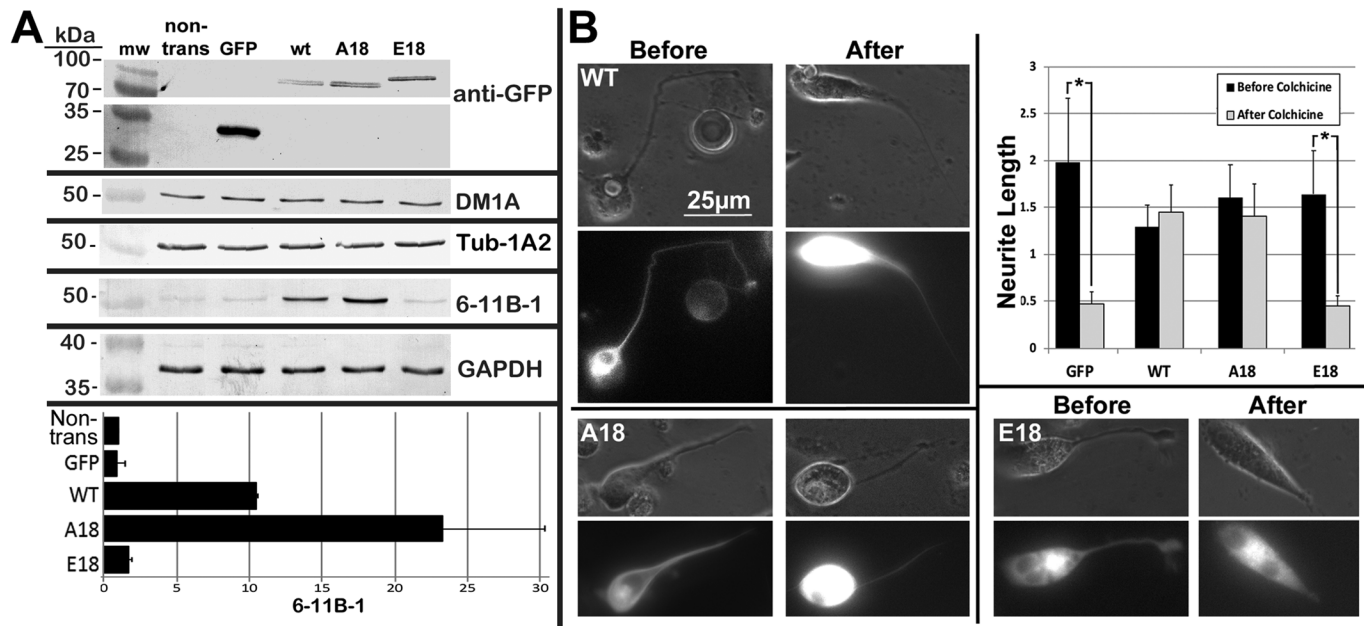 A
kDa
mw
non-
trans
GFP
wt
A18
E18
100
70
anti-GFP
35
25
50
DM1A
50
Tub-1A2
50
6-11B-1
40
GAPDH
35
Non-
trans
GFP
WT
A18
E18
0 5 10 15 20 25 30
6-11B-1
B
Before After
WT
25µm
A18
3
2.5
2
1.5
1
0.5
0
Neurite Length
Before Colchicine
After Colchicine
*
*
GFP WT A18 E18
Before After
E18